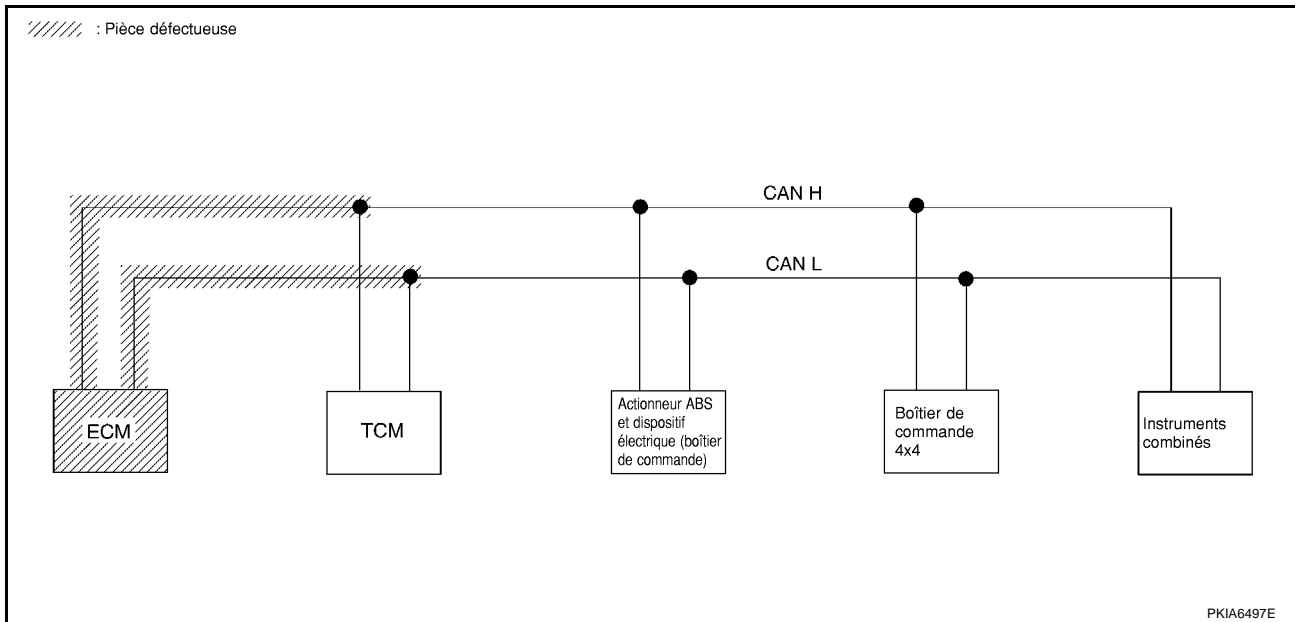 : Pièce défectueuse
CAN H
CAN L
ECM
TCM
Actionneur ABS
et dispositif
électrique (boîtier
de commande)
Boîtier de
commande
4x4
Instruments
combinés
PKIA6497E